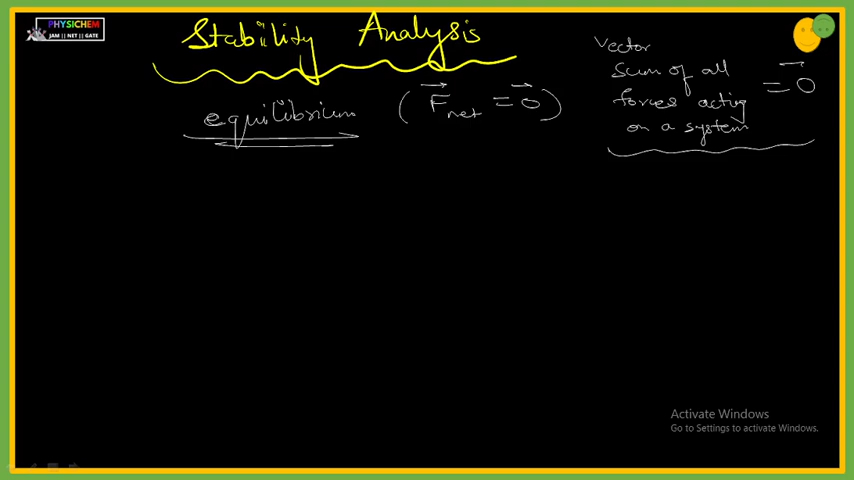 PHYSICHEM
JAM || NET || GATE
Stability Analysis
equilibrium (F⃗net = 0⃗)
Vector
sum of all
forces acting
on a system
= 0⃗
Activate Windows
Go to Settings to activate Windows.